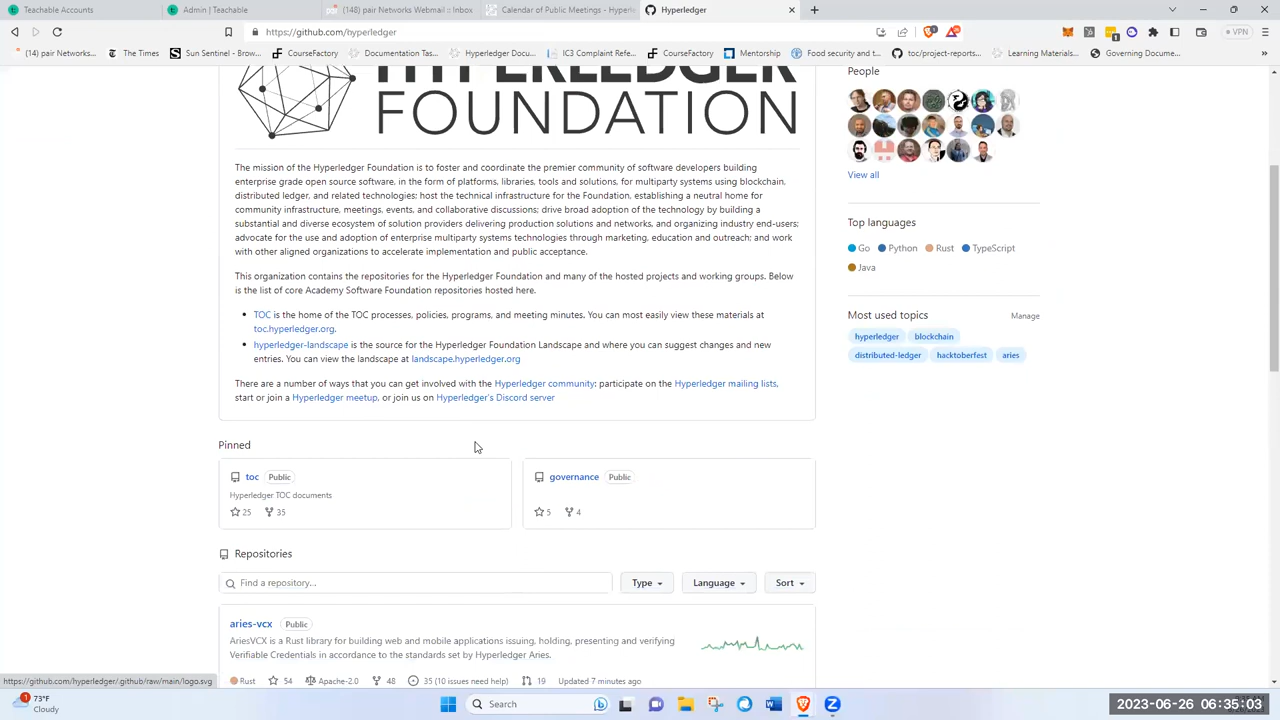 Teachable Accounts
Admin | Teachable
(148) pair Networks Webmail :: Inbox
Calendar of Public Meetings - Hyperle
Hyperledger
https://github.com/hyperledger
VPN
(14) pair Networks...
The Times
Sun Sentinel - Brow...
CourseFactory
Documentation Tas...
Hyperledger Docu...
IC3 Complaint Refe...
CourseFactory
Mentorship
Food security and t...
toc/project-reports...
Learning Materials...
Governing Docume...
HYPERLEDGER
FOUNDATION
The mission of the Hyperledger Foundation is to foster and coordinate the premier community of software developers building
enterprise grade open source software, in the form of platforms, libraries, tools and solutions, for multiparty systems using blockchain,
distributed ledger, and related technologies; host the technical infrastructure for the Foundation, establishing a neutral home for
community infrastructure, meetings, events, and collaborative discussions; drive broad adoption of the technology by building a
substantial and diverse ecosystem of solution providers delivering production solutions and networks, and organizing industry end-users;
advocate for the use and adoption of enterprise multiparty systems technologies through marketing, education and outreach; and work
with other aligned organizations to accelerate implementation and public acceptance.
This organization contains the repositories for the Hyperledger Foundation and many of the hosted projects and working groups. Below
is the list of core Academy Software Foundation repositories hosted here.
TOC is the home of the TOC processes, policies, programs, and meeting minutes. You can most easily view these materials at
toc.hyperledger.org.
hyperledger-landscape is the source for the Hyperledger Foundation Landscape and where you can suggest changes and new
entries. You can view the landscape at landscape.hyperledger.org
There are a number of ways that you can get involved with the Hyperledger community: participate on the Hyperledger mailing lists,
start or join a Hyperledger meetup, or join us on Hyperledger's Discord server
People
View all
Top languages
Go Python Rust TypeScript
Java
Most used topics Manage
hyperledger blockchain
distributed-ledger hacktoberfest aries
Pinned
toc Public
Hyperledger TOC documents
25 35
governance Public
5 4
Repositories
Find a repository...
Type
Language
Sort
aries-vcx Public
AriesVCX is a Rust library for building web and mobile applications issuing, holding, presenting and verifying
Verifiable Credentials in accordance to the standards set by Hyperledger Aries.
Rust 54 Apache-2.0 48 35 (10 issues need help) 19 Updated 7 minutes ago
https://github.com/hyperledger/.github/raw/main/logo.svg
1
73°F
Cloudy
Search
2023-06-26 06:35:03